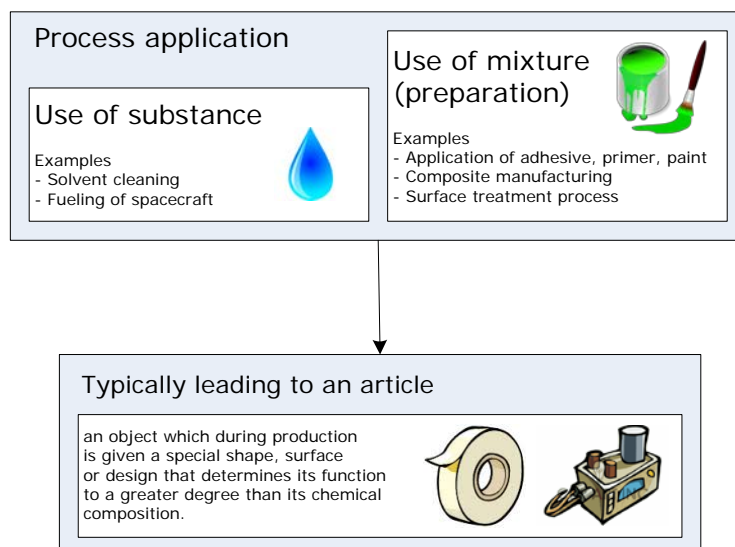 Process application
Use of substance
Examples
- Solvent cleaning
- Fueling of spacecraft
Use of mixture
(preparation)
Examples
- Application of adhesive, primer, paint
- Composite manufacturing
- Surface treatment process
Typically leading to an article
an object which during production
is given a special shape, surface
or design that determines its function
to a greater degree than its chemical
composition.